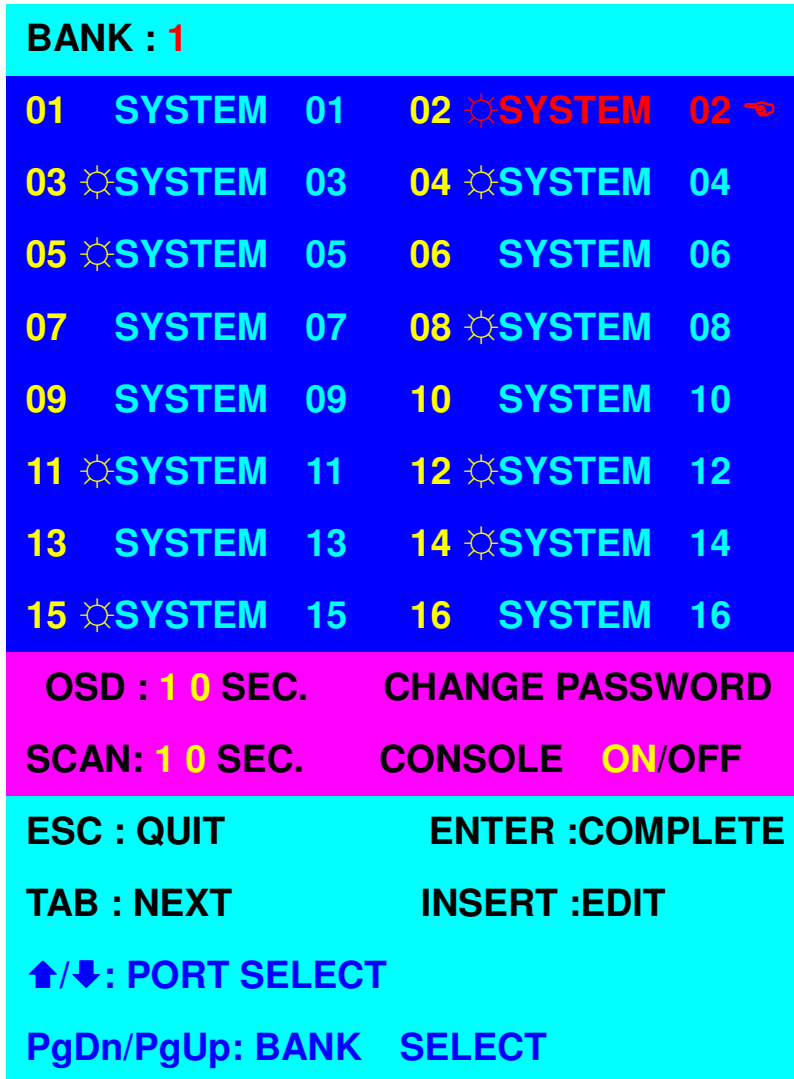 BANK : 1
01 SYSTEM 01 02 ☼SYSTEM 02 ☜
03 ☼SYSTEM 03 04 ☼SYSTEM 04
05 ☼SYSTEM 05 06 SYSTEM 06
07 SYSTEM 07 08 ☼SYSTEM 08
09 SYSTEM 09 10 SYSTEM 10
11 ☼SYSTEM 11 12 ☼SYSTEM 12
13 SYSTEM 13 14 ☼SYSTEM 14
15 ☼SYSTEM 15 16 SYSTEM 16
OSD : 1 0 SEC. CHANGE PASSWORD
SCAN: 1 0 SEC. CONSOLE ON/OFF
ESC : QUIT ENTER :COMPLETE
TAB : NEXT INSERT :EDIT
⬆/⬇: PORT SELECT
PgDn/PgUp: BANK SELECT